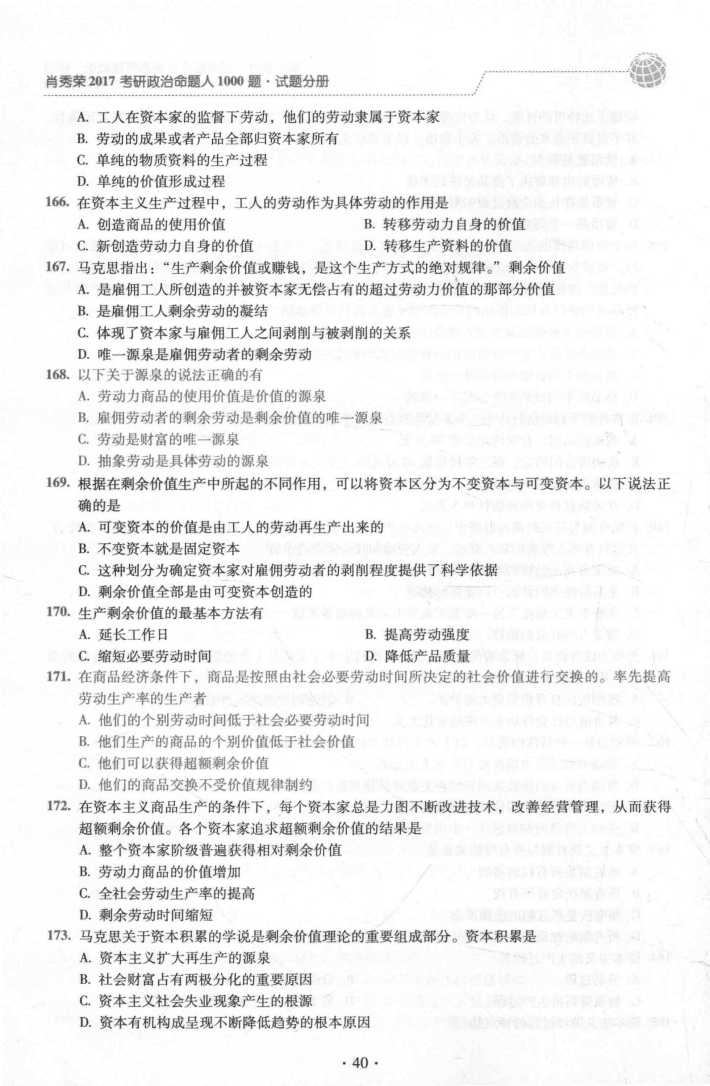 肖秀荣2017考研政治命题人1000题·试题分册
A. 工人在资本家的监督下劳动，他们的劳动隶属于资本家
B. 劳动的成果或者产品全部归资本家所有
C. 单纯的物质资料的生产过程
D. 单纯的价值形成过程
166. 在资本主义生产过程中，工人的劳动作为具体劳动的作用是
A. 创造商品的使用价值 B. 转移劳动力自身的价值
C. 新创造劳动力自身的价值 D. 转移生产资料的价值
167. 马克思指出：“生产剩余价值或赚钱，是这个生产方式的绝对规律。”剩余价值
A. 是雇佣工人所创造的并被资本家无偿占有的超过劳动力价值的那部分价值
B. 是雇佣工人剩余劳动的凝结
C. 体现了资本家与雇佣工人之间剥削与被剥削的关系
D. 唯一源泉是雇佣劳动者的剩余劳动
168. 以下关于源泉的说法正确的有
A. 劳动力商品的使用价值是价值的源泉
B. 雇佣劳动者的剩余劳动是剩余价值的唯一源泉
C. 劳动是财富的唯一源泉
D. 抽象劳动是具体劳动的源泉
169. 根据在剩余价值生产中所起的不同作用，可以将资本区分为不变资本与可变资本。以下说法正
确的是
A. 可变资本的价值是由工人的劳动再生产出来的
B. 不变资本就是固定资本
C. 这种划分为确定资本家对雇佣劳动者的剥削程度提供了科学依据
D. 剩余价值全部是由可变资本创造的
170. 生产剩余价值的最基本方法有
A. 延长工作日 B. 提高劳动强度
C. 缩短必要劳动时间 D. 降低产品质量
171. 在商品经济条件下，商品是按照由社会必要劳动时间所决定的社会价值进行交换的。率先提高
劳动生产率的生产者
A. 他们的个别劳动时间低于社会必要劳动时间
B. 他们生产的商品的个别价值低于社会价值
C. 他们可以获得超额剩余价值
D. 他们的商品交换不受价值规律制约
172. 在资本主义商品生产的条件下，每个资本家总是力图不断改进技术，改善经营管理，从而获得
超额剩余价值。各个资本家追求超额剩余价值的结果是
A. 整个资本家阶级普遍获得相对剩余价值
B. 劳动力商品的价值增加
C. 全社会劳动生产率的提高
D. 剩余劳动时间缩短
173. 马克思关于资本积累的学说是剩余价值理论的重要组成部分。资本积累是
A. 资本主义扩大再生产的源泉
B. 社会财富占有两极分化的重要原因
C. 资本主义社会失业现象产生的根源
D. 资本有机构成呈现不断降低趋势的根本原因
·40·